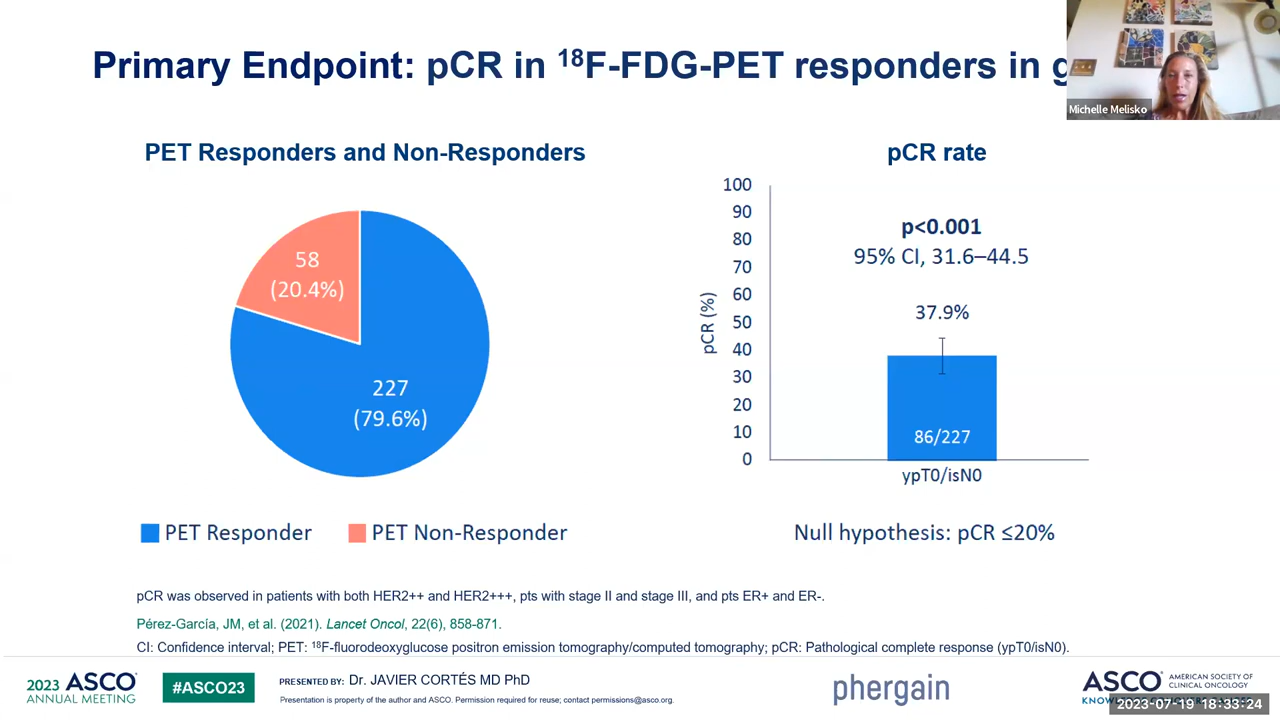 Primary Endpoint: pCR in ¹⁸F-FDG-PET responders in g
Michelle Melisko
PET Responders and Non-Responders
58
(20.4%)
227
(79.6%)
PET Responder
PET Non-Responder
pCR rate
100
90
80
70
60
50
40
30
20
10
0
pCR (%)
p<0.001
95% CI, 31.6–44.5
37.9%
86/227
ypT0/isN0
Null hypothesis: pCR ≤20%
pCR was observed in patients with both HER2++ and HER2+++, pts with stage II and stage III, and pts ER+ and ER-.
Pérez-García, JM, et al. (2021). Lancet Oncol, 22(6), 858-871.
CI: Confidence interval; PET: ¹⁸F-fluorodeoxyglucose positron emission tomography/computed tomography; pCR: Pathological complete response (ypT0/isN0).
2023 ASCO
ANNUAL MEETING
#ASCO23
PRESENTED BY: Dr. JAVIER CORTÉS MD PhD
Presentation is property of the author and ASCO. Permission required for reuse; contact permissions@asco.org.
phergain
ASCO AMERICAN SOCIETY OF
CLINICAL ONCOLOGY
2023-07-19 18:33:24